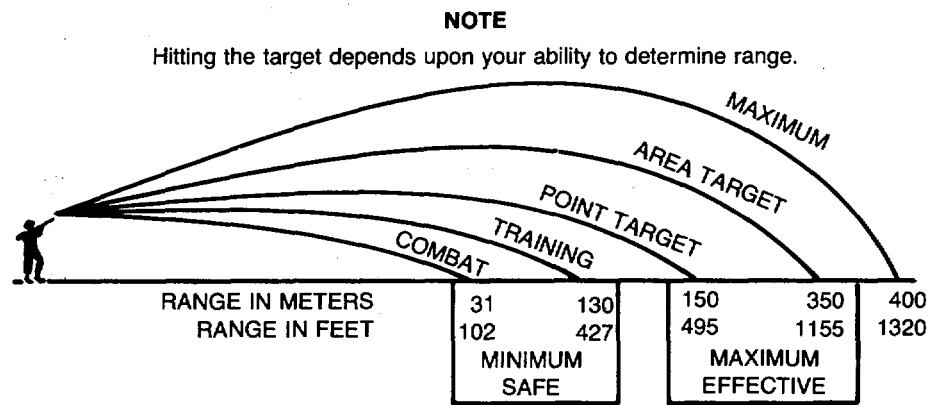 NOTE
Hitting the target depends upon your ability to determine range.
MAXIMUM
AREA TARGET
POINT TARGET
TRAINING
COMBAT
RANGE IN METERS 31 130 150 350 400
RANGE IN FEET 102 427 495 1155 1320
MINIMUM SAFE
MAXIMUM EFFECTIVE